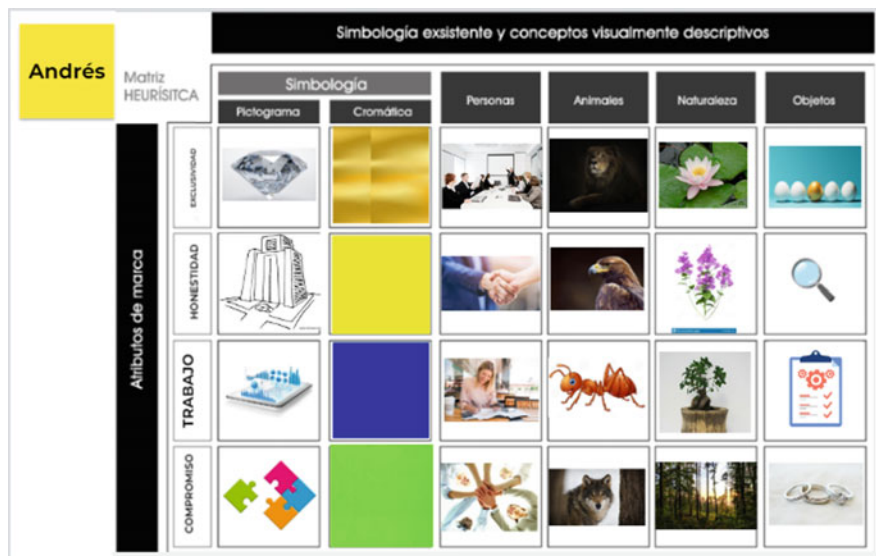 Simbología exsistente y conceptos visualmente descriptivos
Andrés
Matriz
HEURÍSITCA
Simbología
Pictograma
Cromática
Personas
Animales
Naturaleza
Objetos
Atributos de marca
EXCLUSIVIDAD
HONESTIDAD
TRABAJO
COMPROMISO